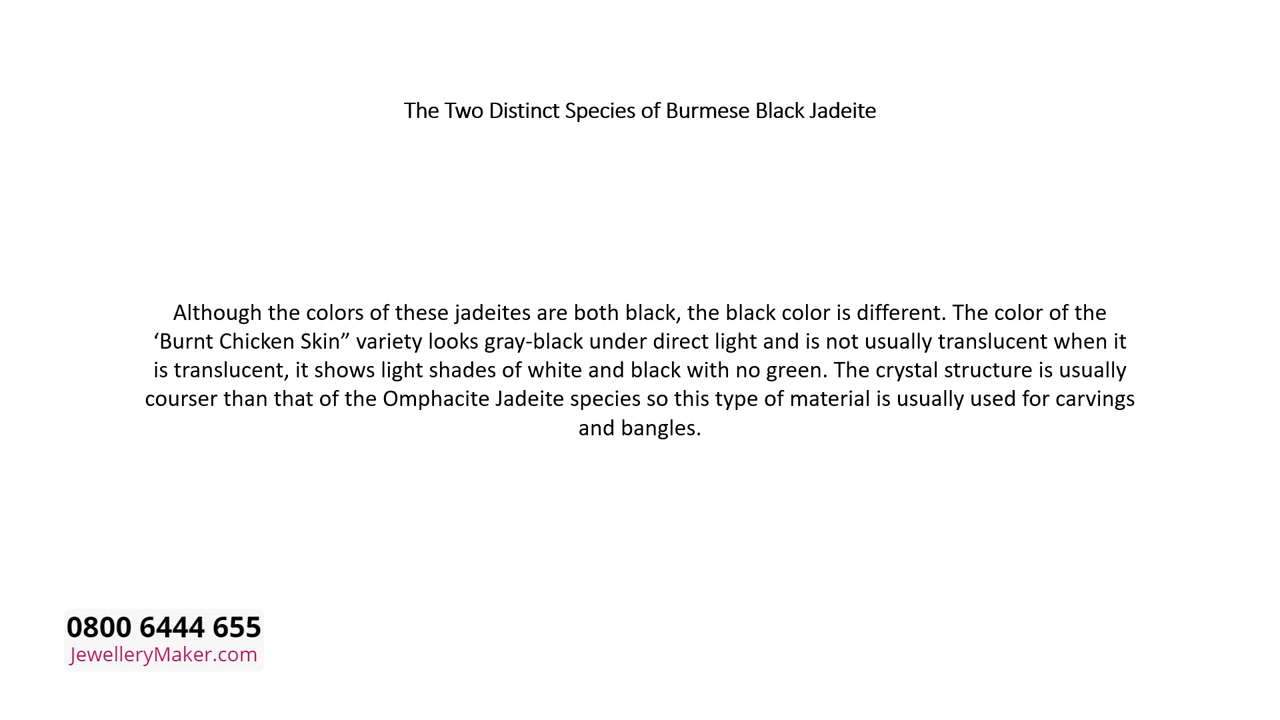 The Two Distinct Species of Burmese Black Jadeite
Although the colors of these jadeites are both black, the black color is different. The color of the
‘Burnt Chicken Skin” variety looks gray-black under direct light and is not usually translucent when it
is translucent, it shows light shades of white and black with no green. The crystal structure is usually
courser than that of the Omphacite Jadeite species so this type of material is usually used for carvings
and bangles.
0800 6444 655
JewelleryMaker.com